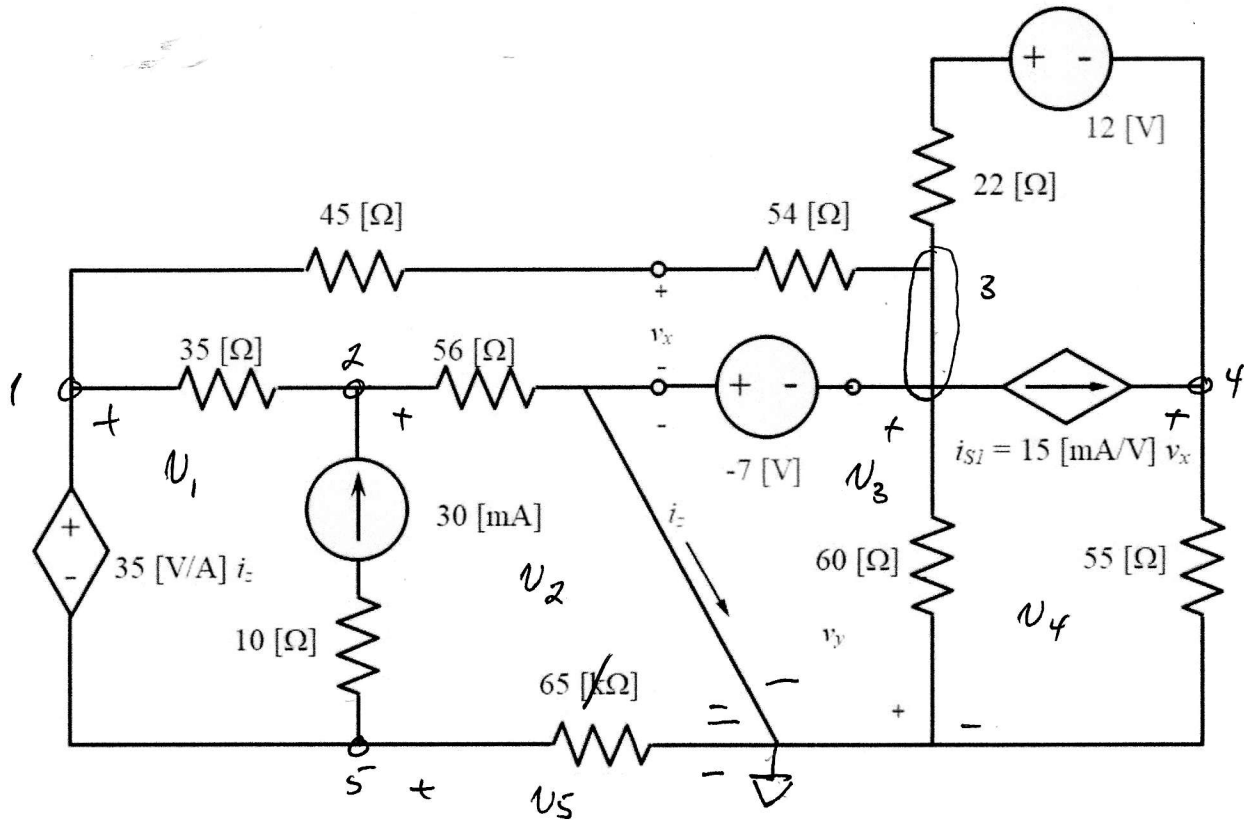 + -
12 [V]
22 [Ω]
45 [Ω]
54 [Ω]
3
+
v_x
-
35 [Ω]
2
56 [Ω]
1
+
+
+ -
-
+
4
+
-7 [V]
i_S1 = 15 [mA/V] v_x
v_1
v_3
+
-
35 [V/A] i_z
30 [mA]
i_z
60 [Ω]
55 [Ω]
v_2
10 [Ω]
v_y
v_4
65 [kΩ]
-
+
-
5
+
v_5
-